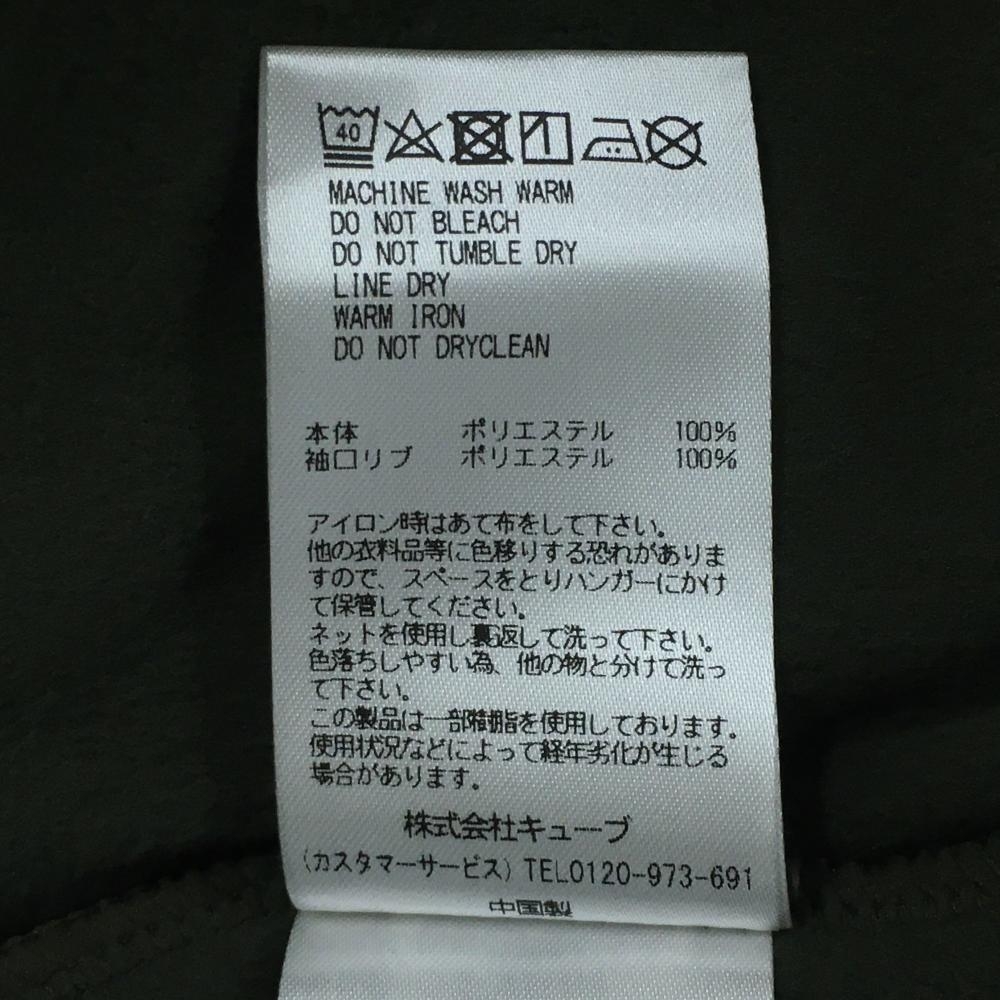 40
MACHINE WASH WARM
DO NOT BLEACH
DO NOT TUMBLE DRY
LINE DRY
WARM IRON
DO NOT DRYCLEAN
本体 ポリエステル 100%
袖口リブ ポリエステル 100%
アイロン時はあて布をして下さい。
他の衣料品等に色移りする恐れがありま
すので、スペースをとりハンガーにかけ
て保管してください。
ネットを使用し裏返して洗って下さい。
色落ちしやすい為、他の物と分けて洗っ
て下さい。
この製品は一部樹脂を使用しております。
使用状況などによって経年劣化が生じる
場合があります。
株式会社キューブ
(カスタマーサービス) TEL0120-973-691
中国製